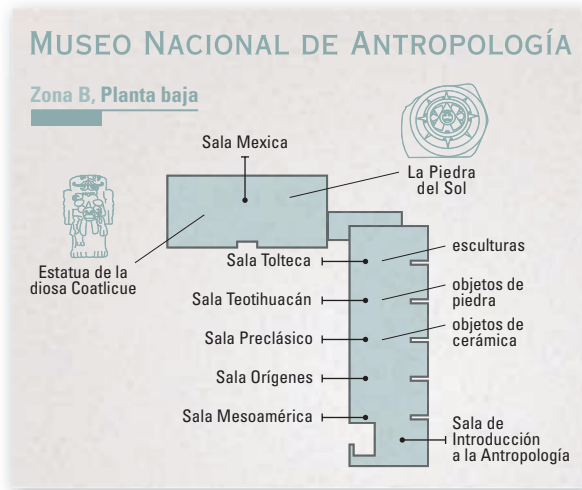 MUSEO NACIONAL DE ANTROPOLOGÍA
Zona B, Planta baja
Sala Mexica
La Piedra
del Sol
Estatua de la
diosa Coatlicue
Sala Tolteca
esculturas
Sala Teotihuacán
objetos de
piedra
Sala Preclásico
objetos de
cerámica
Sala Orígenes
Sala Mesoamérica
Sala de
Introducción
a la Antropología